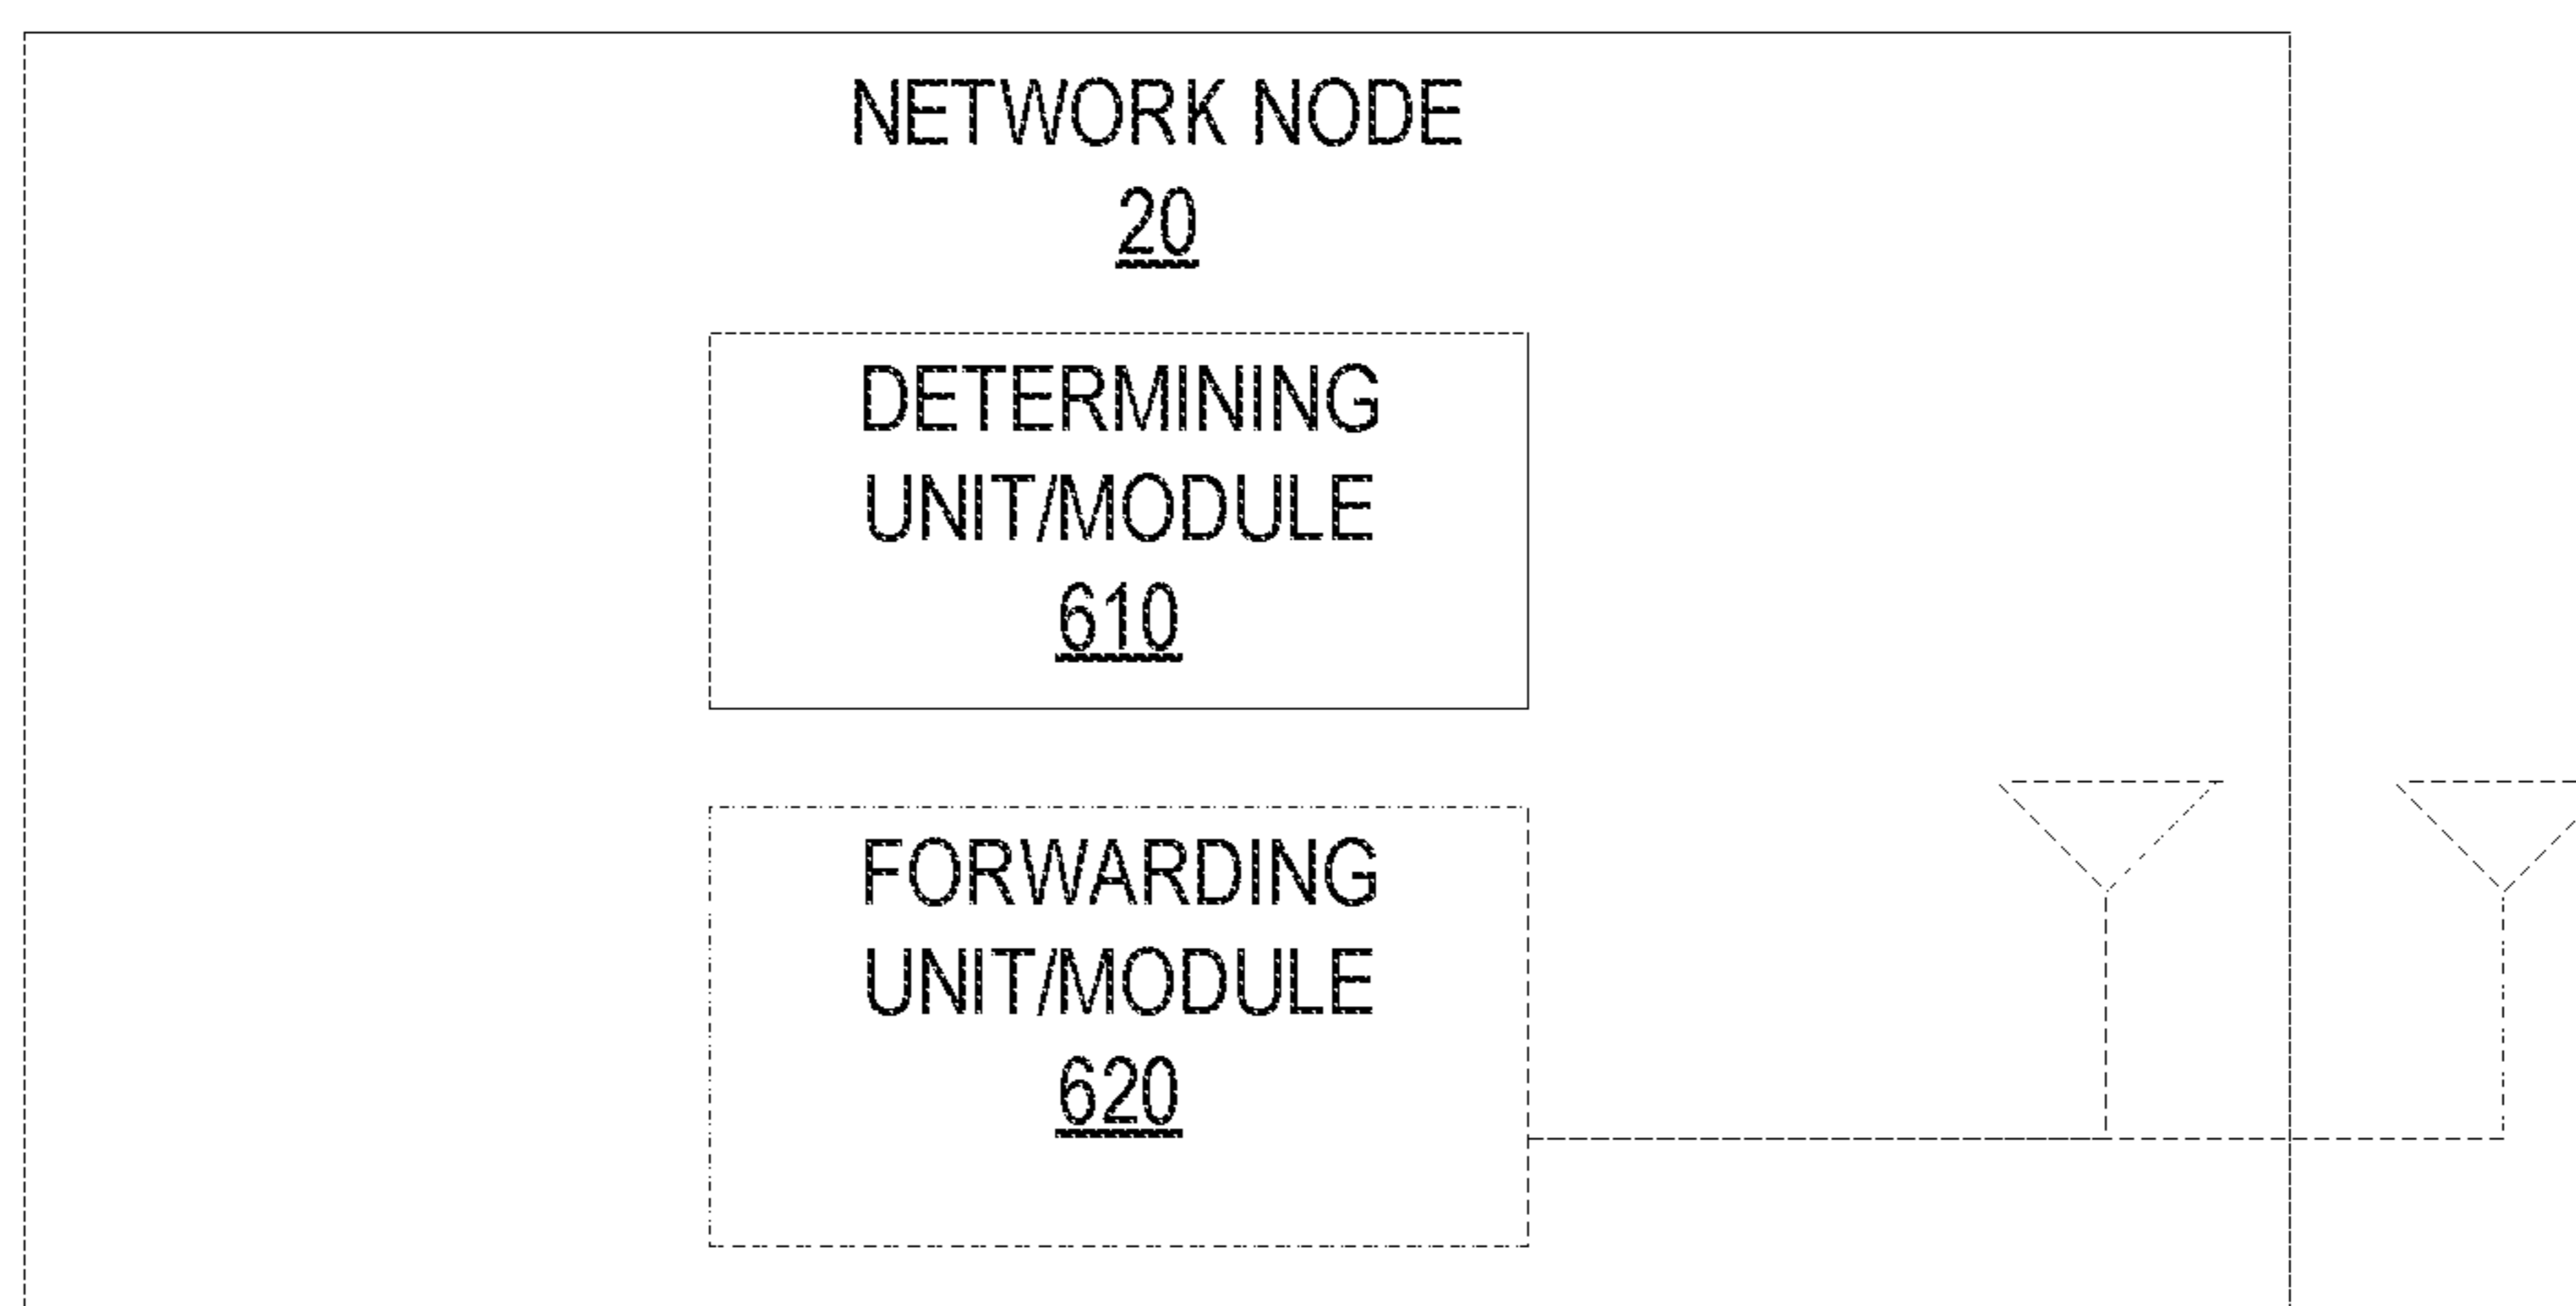 NETWORK NODE
20
DETERMINING
UNIT/MODULE
610
FORWARDING
UNIT/MODULE
620